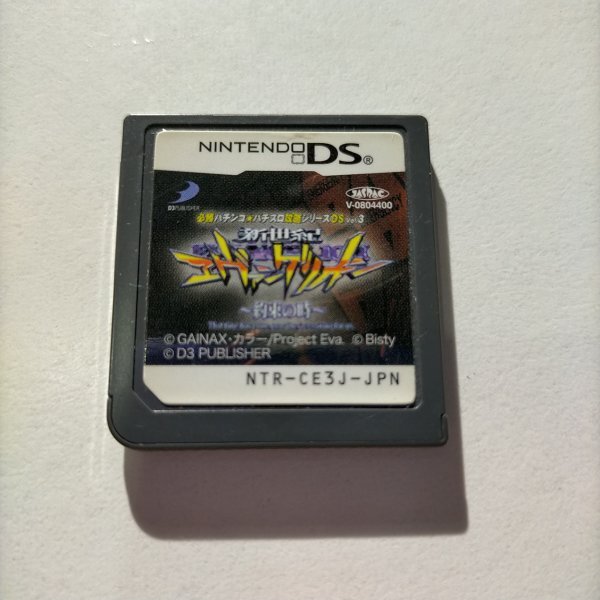 NINTENDO DS®
D3PUBLISHER
JASRAC
V-0804400
必勝パチンコ★パチスロ攻略シリーズDS Vol.3
新世紀
エヴァンゲリオン
〜約束の時〜
© GAINAX・カラー/Project Eva. © Bisty
© D3 PUBLISHER
NTR-CE3J-JPN